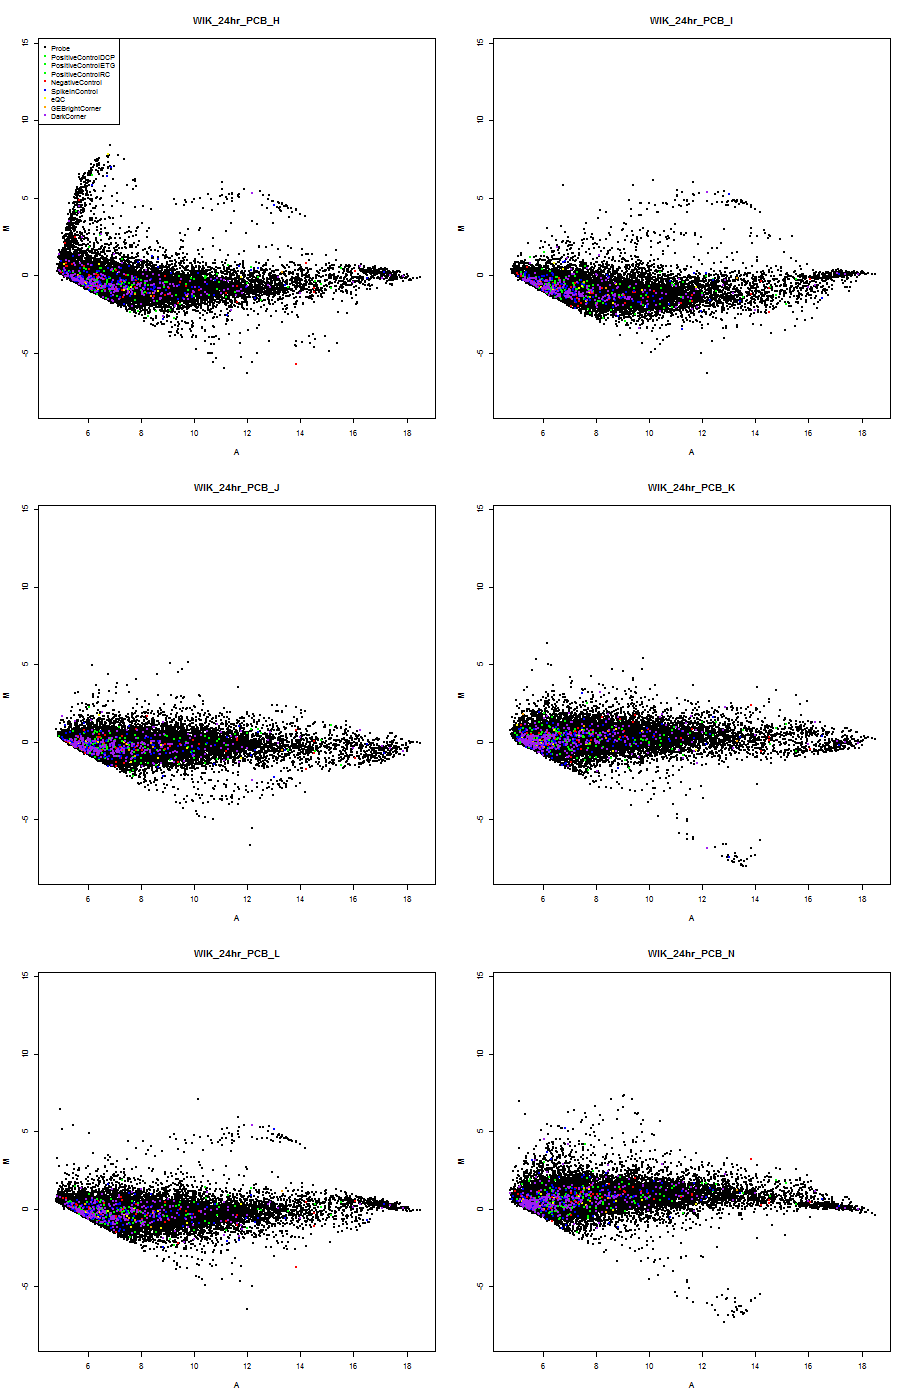 WIK_24hr_PCB_H
WIK_24hr_PCB_I
Probe
PositiveControlDCP
PositiveControlETG
PositiveControlRC
NegativeControl
SpikeInControl
eQC
GEBrightCorner
DarkCorner
15
10
5
0
-5
M
6 8 10 12 14 16 18
A
15
10
5
0
-5
M
6 8 10 12 14 16 18
A
WIK_24hr_PCB_J
WIK_24hr_PCB_K
15
10
5
0
-5
M
6 8 10 12 14 16 18
A
15
10
5
0
-5
M
6 8 10 12 14 16 18
A
WIK_24hr_PCB_L
WIK_24hr_PCB_N
15
10
5
0
-5
M
6 8 10 12 14 16 18
A
15
10
5
0
-5
M
6 8 10 12 14 16 18
A